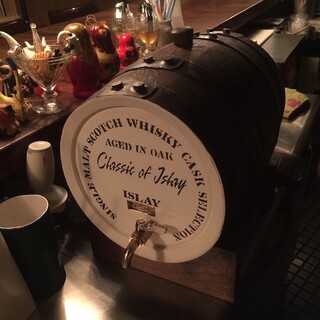 SINGLE MALT SCOTCH WHISKY CASK SELECTION
AGED IN OAK
Classic of Islay
ISLAY